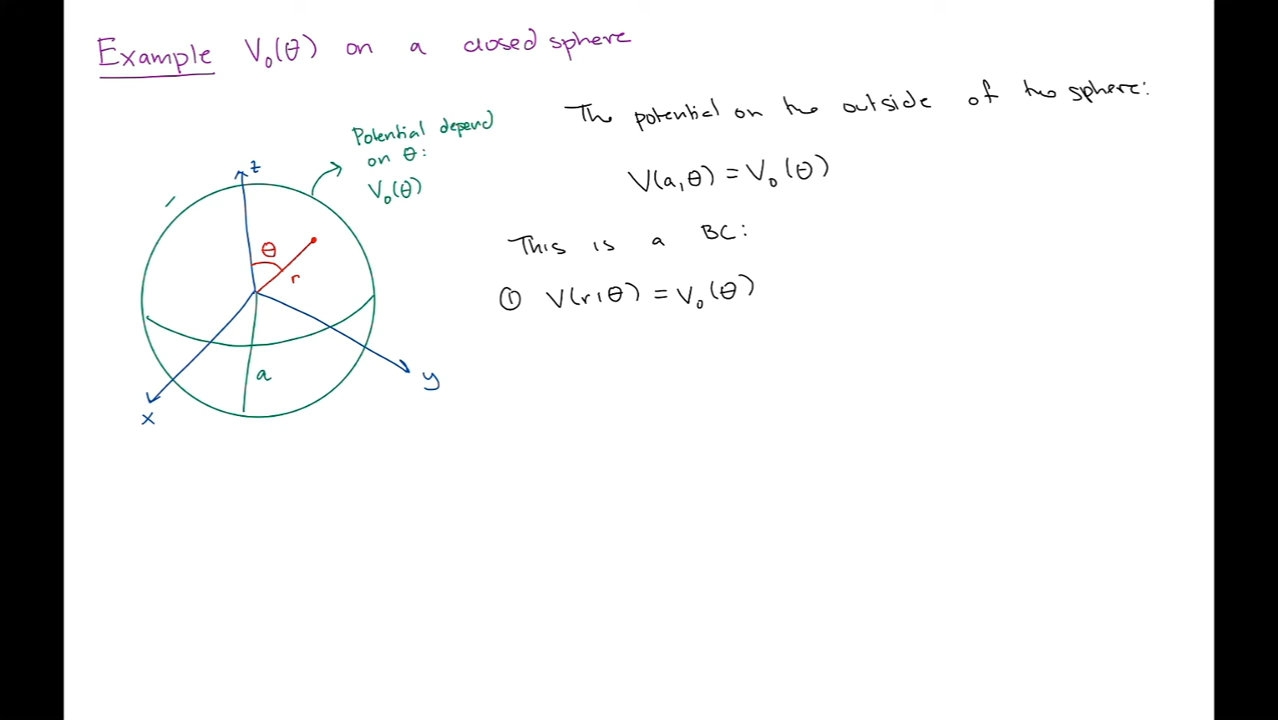 Example V₀(θ) on a closed sphere
The potential on the outside of the sphere:
Potential depend
on θ:
V₀(θ)
V(a,θ) = V₀(θ)
This is a BC:
① V(r,θ) = V₀(θ)
z
θ
r
a
x
y